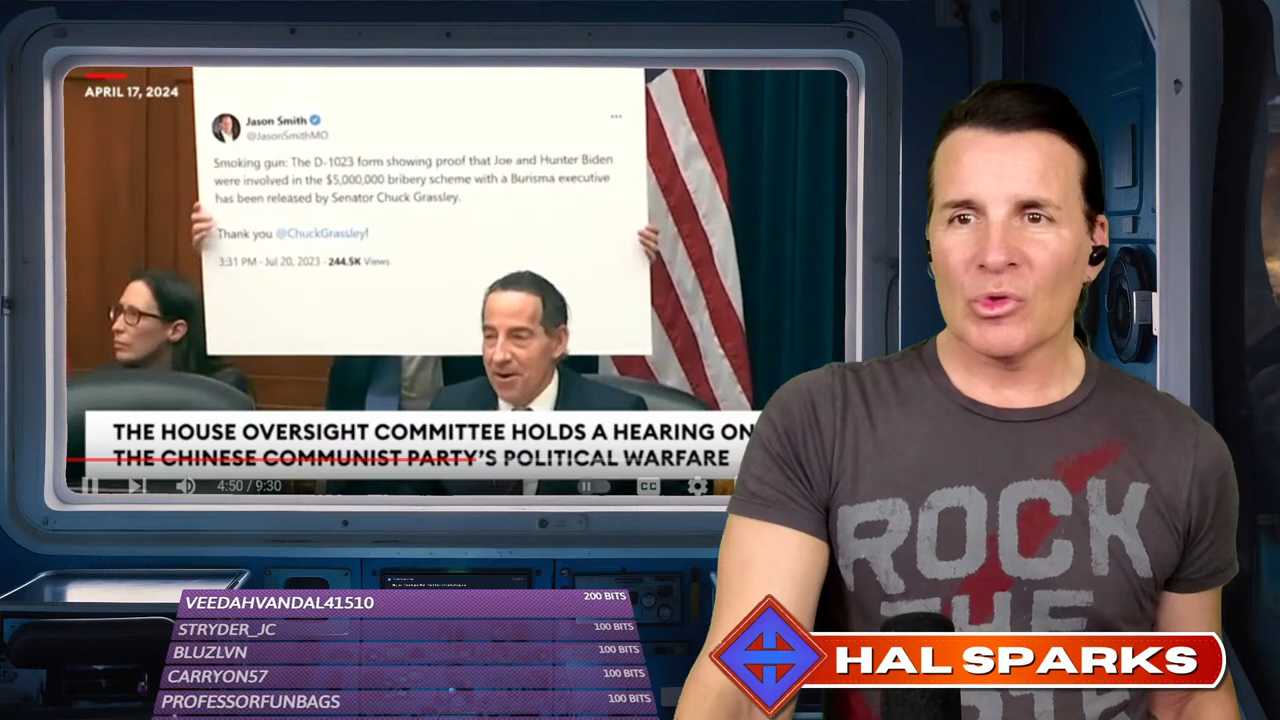 APRIL 17, 2024
Jason Smith
@JasonSmithMO
Smoking gun: The D-1023 form showing proof that Joe and Hunter Biden
were involved in the $5,000,000 bribery scheme with a Burisma executive
has been released by Senator Chuck Grassley.
Thank you @ChuckGrassley!
3:31 PM · Jul 20, 2023 · 244.5K Views
THE HOUSE OVERSIGHT COMMITTEE HOLDS A HEARING ON
THE CHINESE COMMUNIST PARTY'S POLITICAL WARFARE
4:50 / 9:30
CC
ROCK
THE
VEEDAHVANDAL41510 200 BITS
STRYDER_JC 100 BITS
BLUZLVN 100 BITS
CARRYON57 100 BITS
PROFESSORFUNBAGS 100 BITS
HAL SPARKS